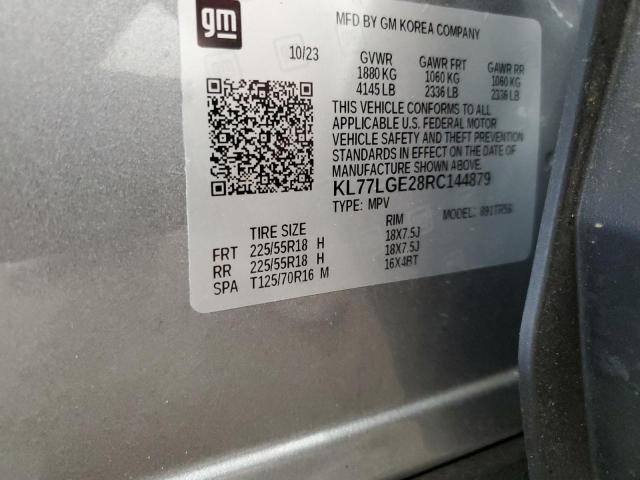 gm
MFD BY GM KOREA COMPANY
10/23 GVWR GAWR FRT GAWR RR
1880 KG 1060 KG 1060 KG
4145 LB 2336 LB 2336 LB
THIS VEHICLE CONFORMS TO ALL
APPLICABLE U.S. FEDERAL MOTOR
VEHICLE SAFETY AND THEFT PREVENTION
STANDARDS IN EFFECT ON THE DATE OF
MANUFACTURE SHOWN ABOVE.
KL77LGE28RC144879
TYPE: MPV MODEL:
TIRE SIZE RIM
FRT 225/55R18 H 18X7.5J
RR 225/55R18 H 18X7.5J
SPA T125/70R16 M 16X4BT